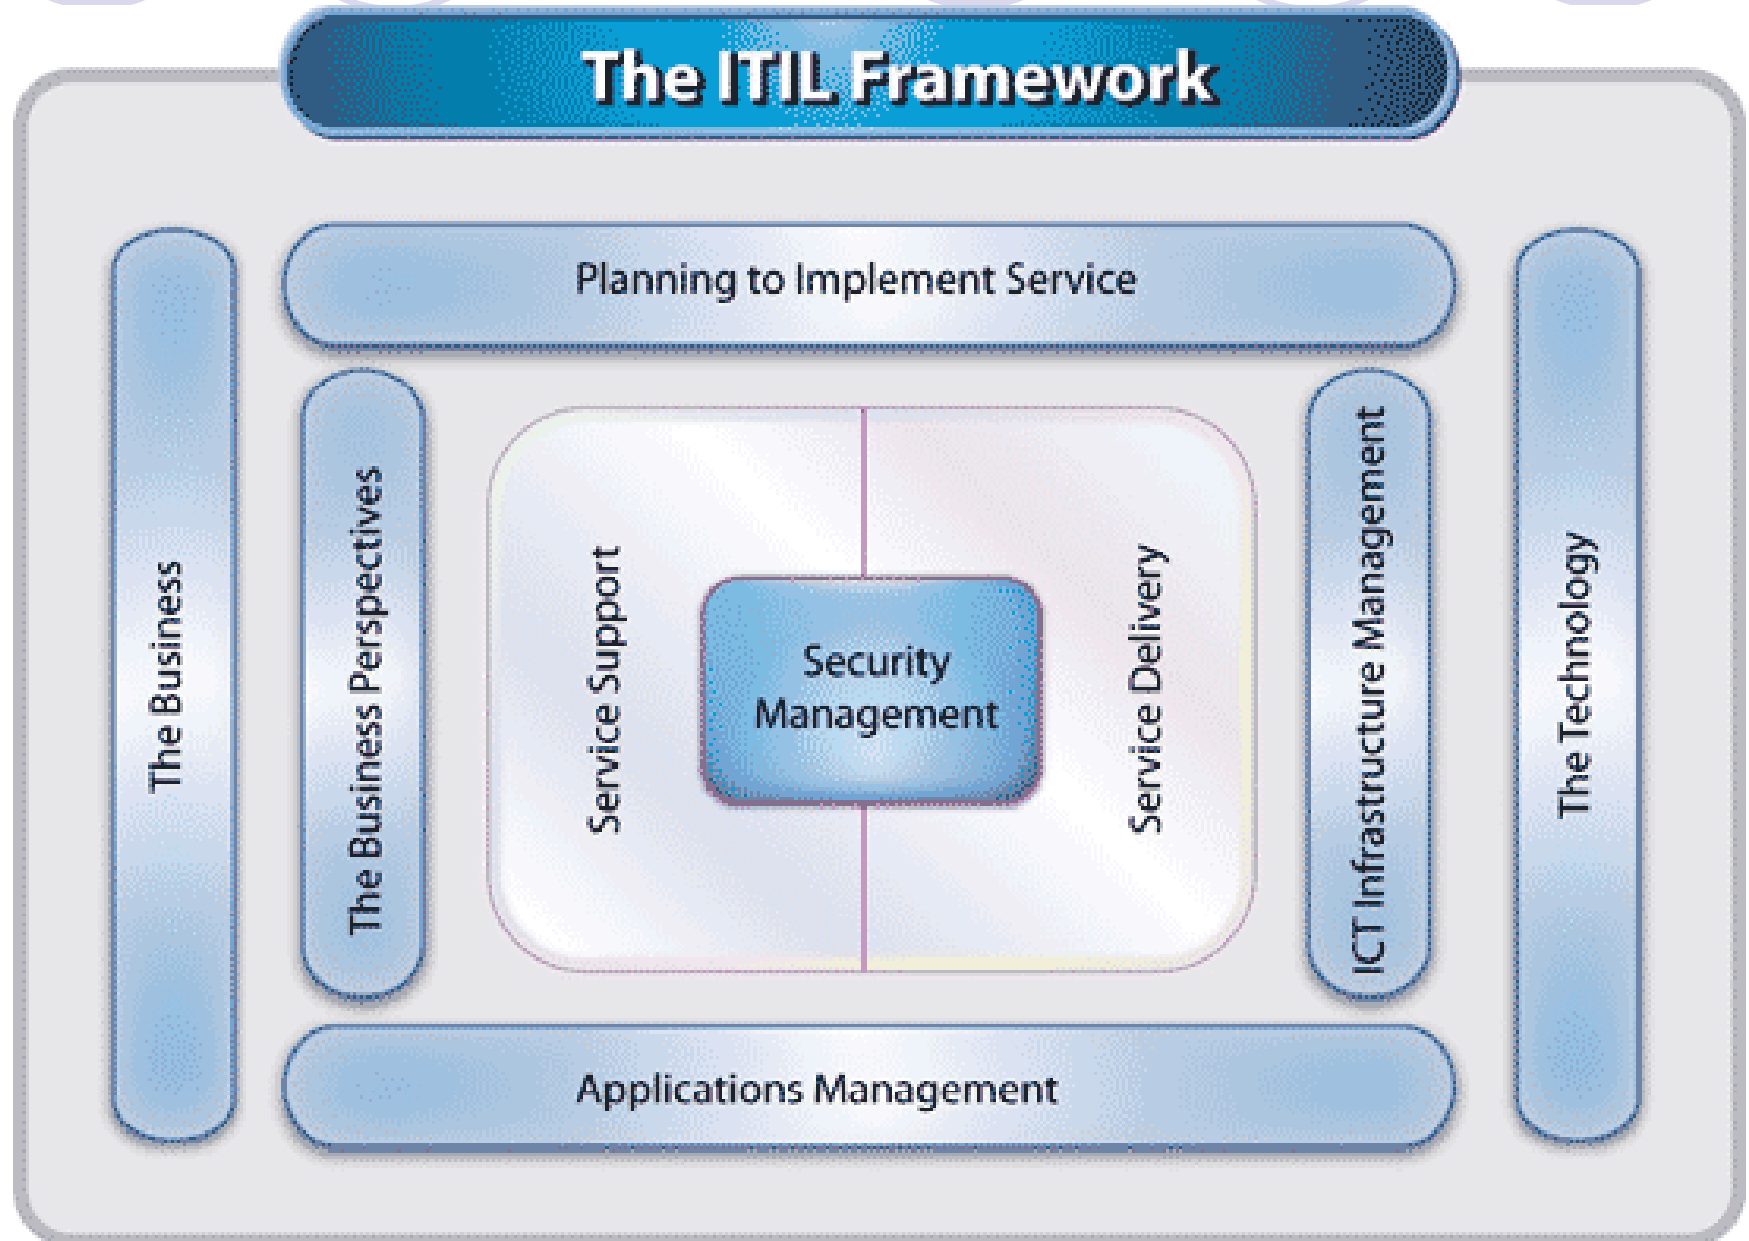 The ITIL Framework
Planning to Implement Service
The Business
The Business Perspectives
Service Support
Security
Management
Service Delivery
ICT Infrastructure Management
The Technology
Applications Management